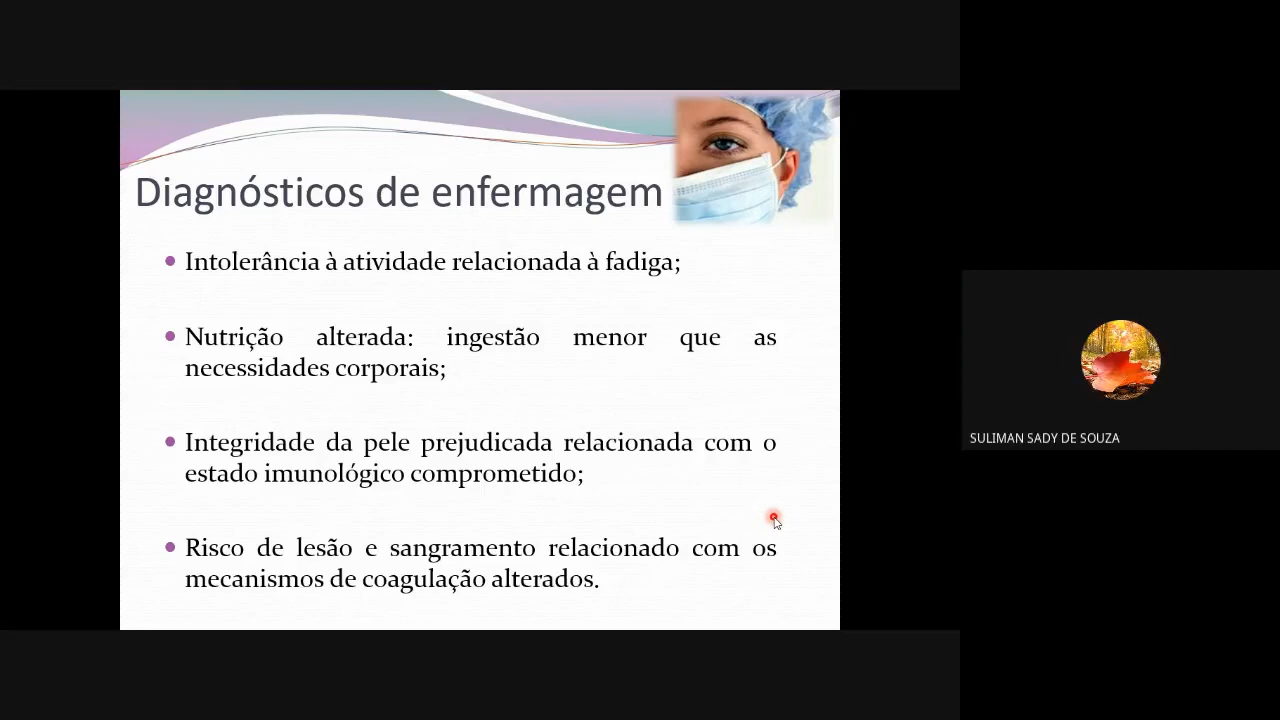 Diagnósticos de enfermagem
Intolerância à atividade relacionada à fadiga;
Nutrição alterada: ingestão menor que as
necessidades corporais;
Integridade da pele prejudicada relacionada com o
estado imunológico comprometido;
Risco de lesão e sangramento relacionado com os
mecanismos de coagulação alterados.
SULIMAN SADY DE SOUZA